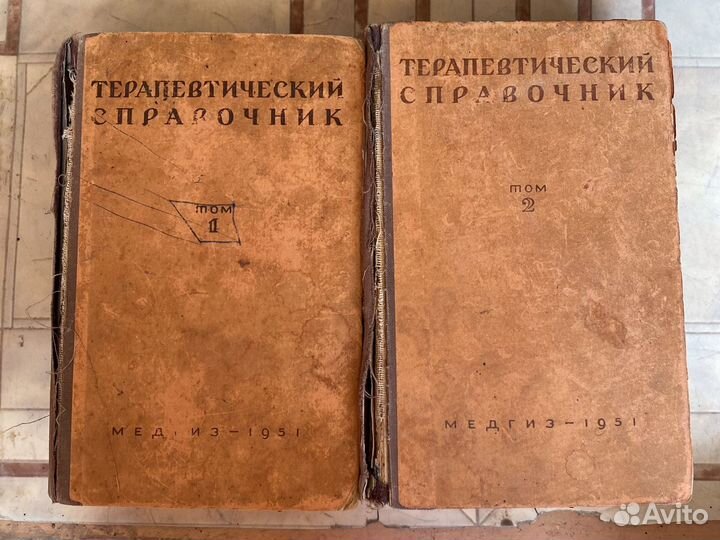 ТЕРАПЕВТИЧЕСКИЙ
СПРАВОЧНИК
том
1
МЕДГИЗ-1951
ТЕРАПЕВТИЧЕСКИЙ
СПРАВОЧНИК
том
2
МЕДГИЗ-1951
Avito